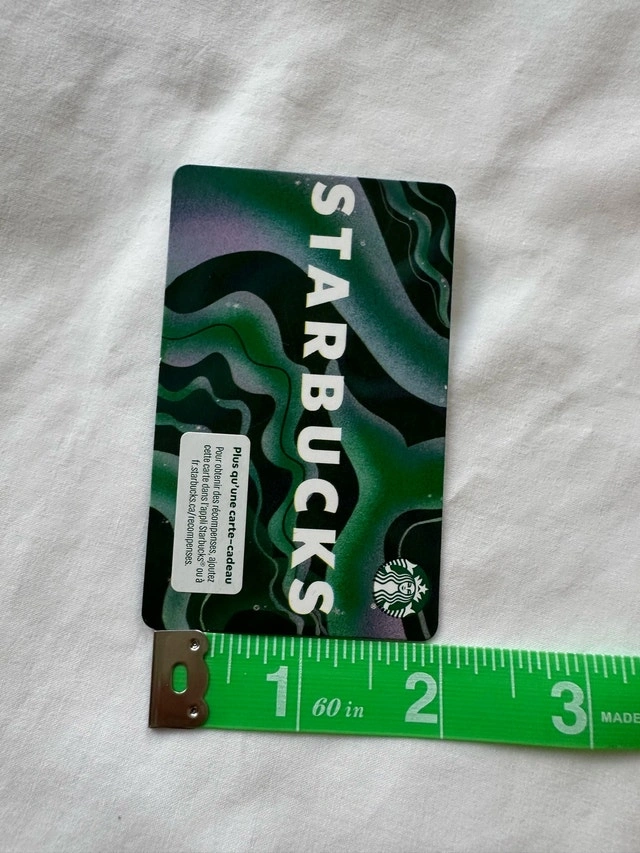 STARBUCKS
Plus qu'une carte-cadeau
Pour obtenir des récompenses, ajoutez
cette carte dans l'appli Starbucks® ou à
fr.starbucks.ca/recompenses.
1 60 in 2 3 MADE